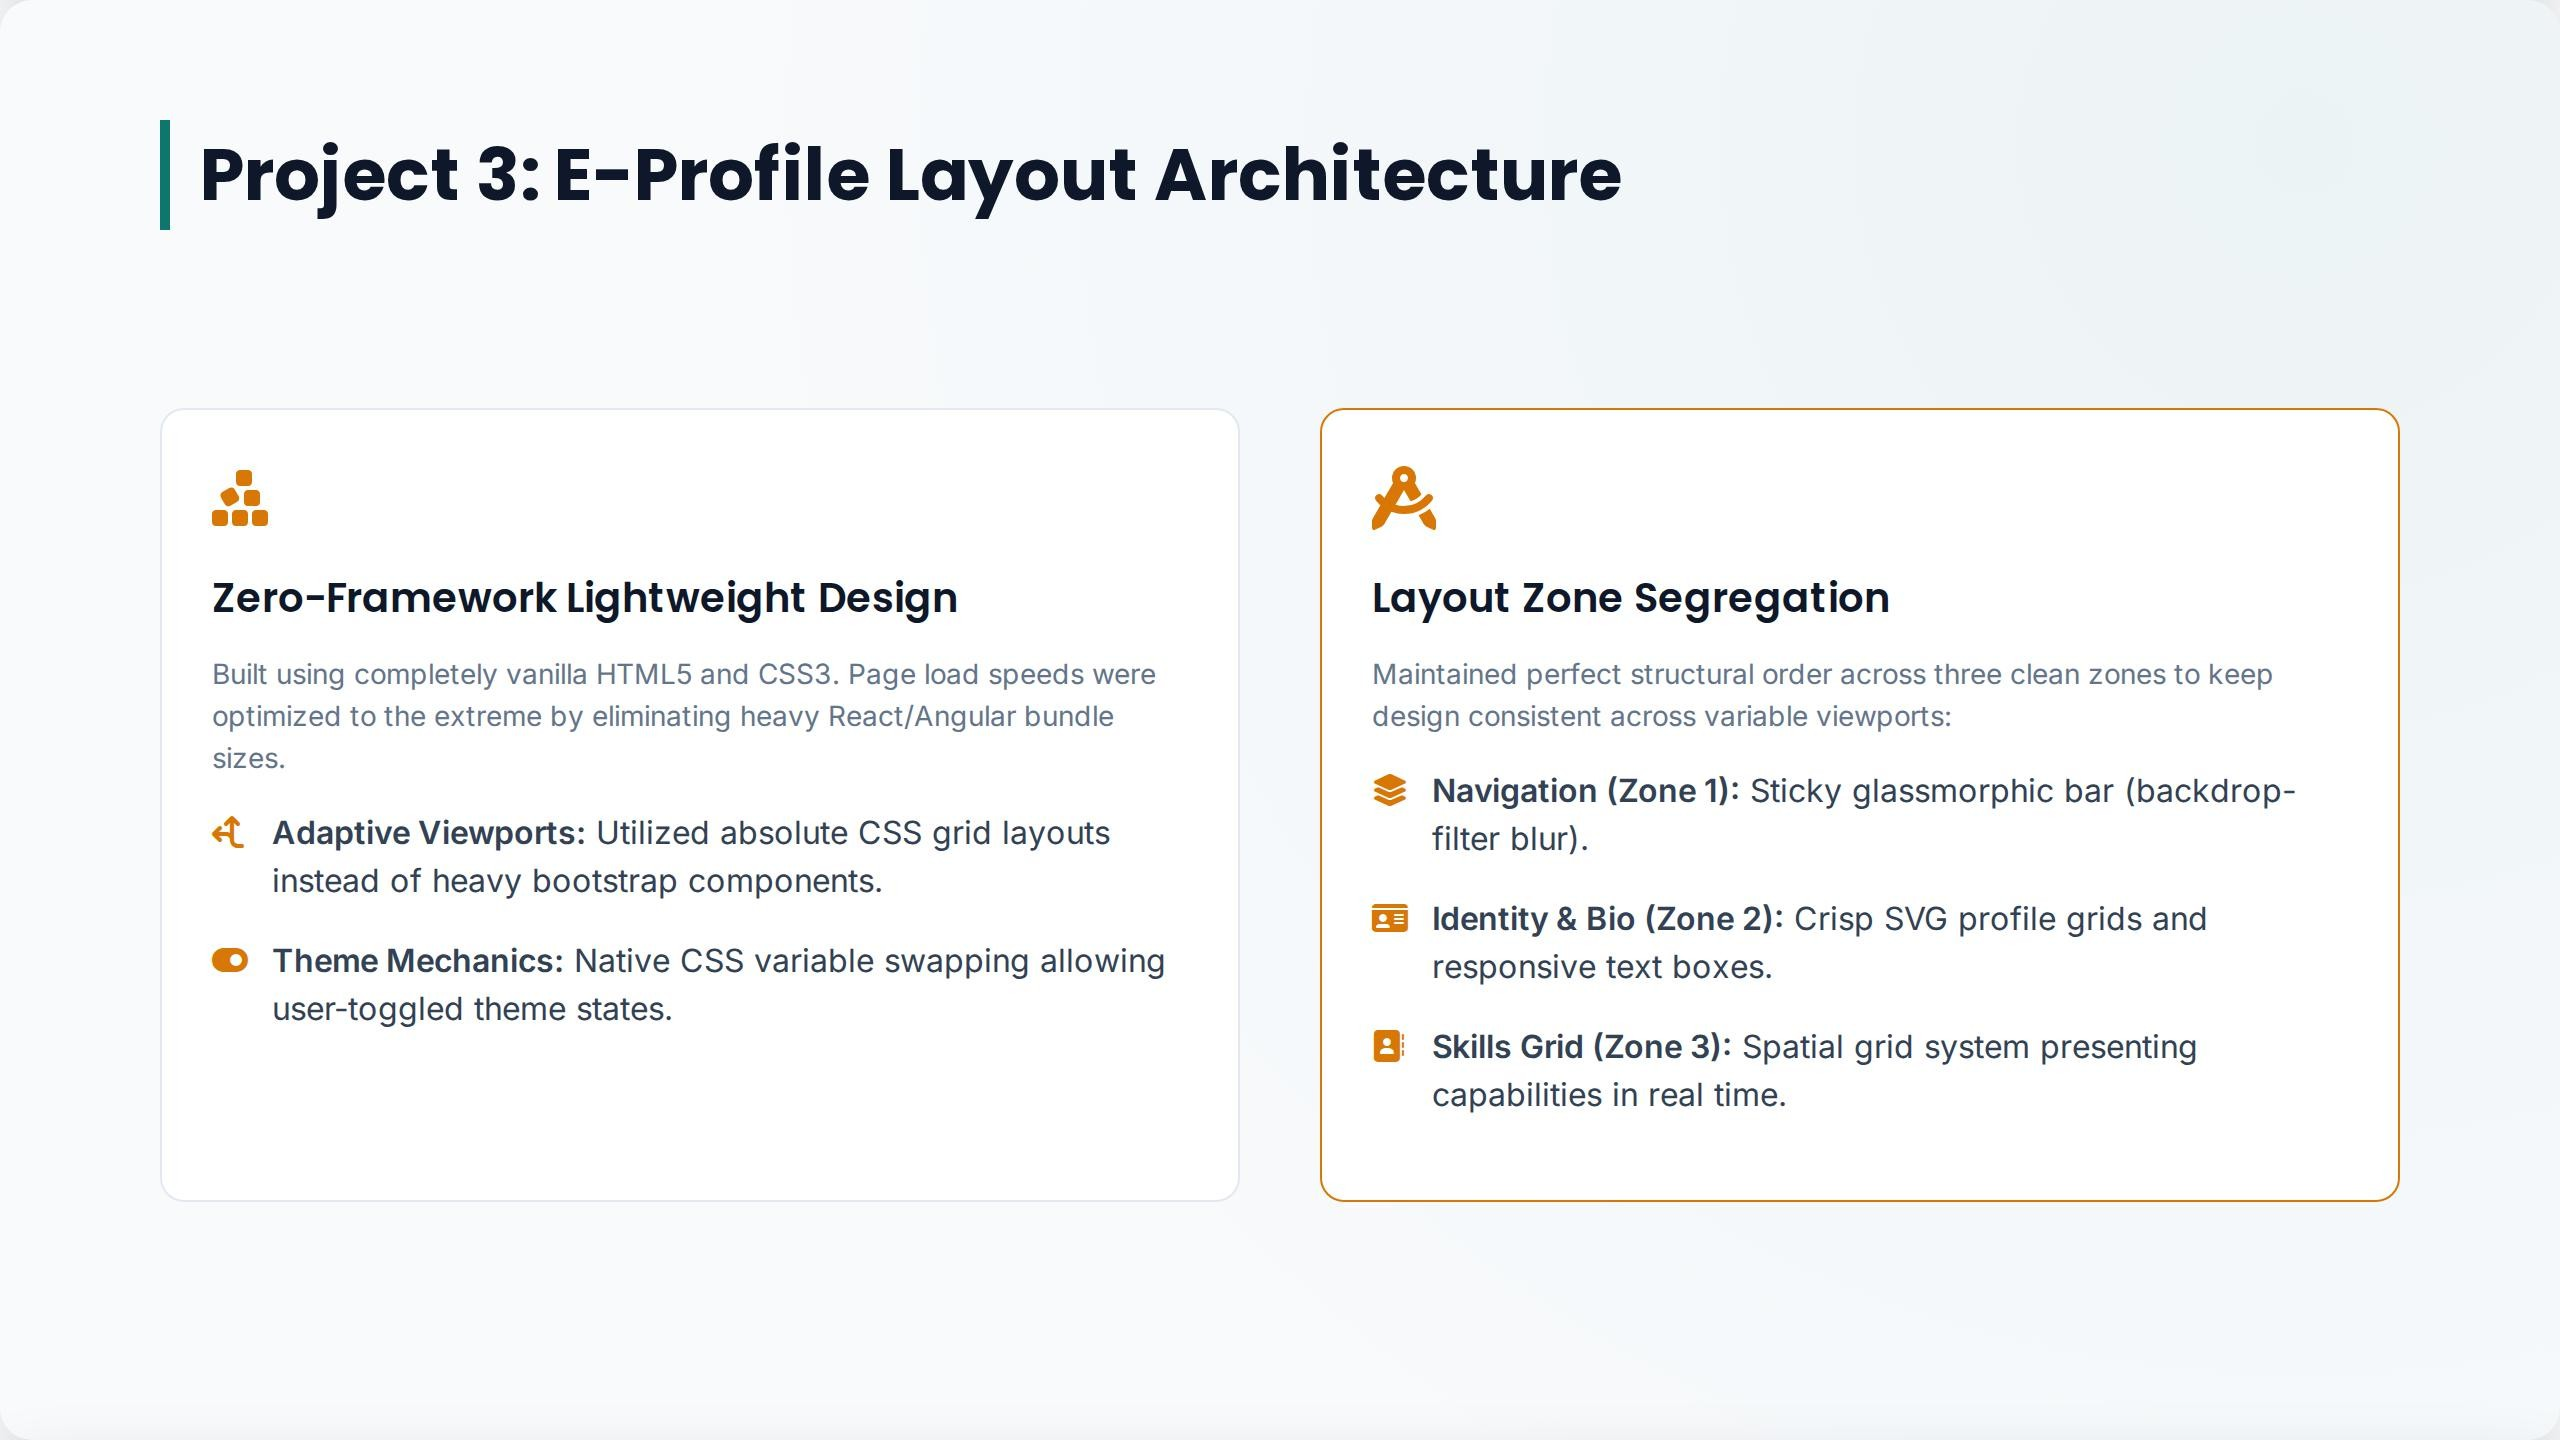 Project 3: E-Profile Layout Architecture
Zero-Framework Lightweight Design
Built using completely vanilla HTML5 and CSS3. Page load speeds were
optimized to the extreme by eliminating heavy React/Angular bundle
sizes.
Adaptive Viewports: Utilized absolute CSS grid layouts
instead of heavy bootstrap components.
Theme Mechanics: Native CSS variable swapping allowing
user-toggled theme states.
Layout Zone Segregation
Maintained perfect structural order across three clean zones to keep
design consistent across variable viewports:
Navigation (Zone 1): Sticky glassmorphic bar (backdrop-
filter blur).
Identity & Bio (Zone 2): Crisp SVG profile grids and
responsive text boxes.
Skills Grid (Zone 3): Spatial grid system presenting
capabilities in real time.